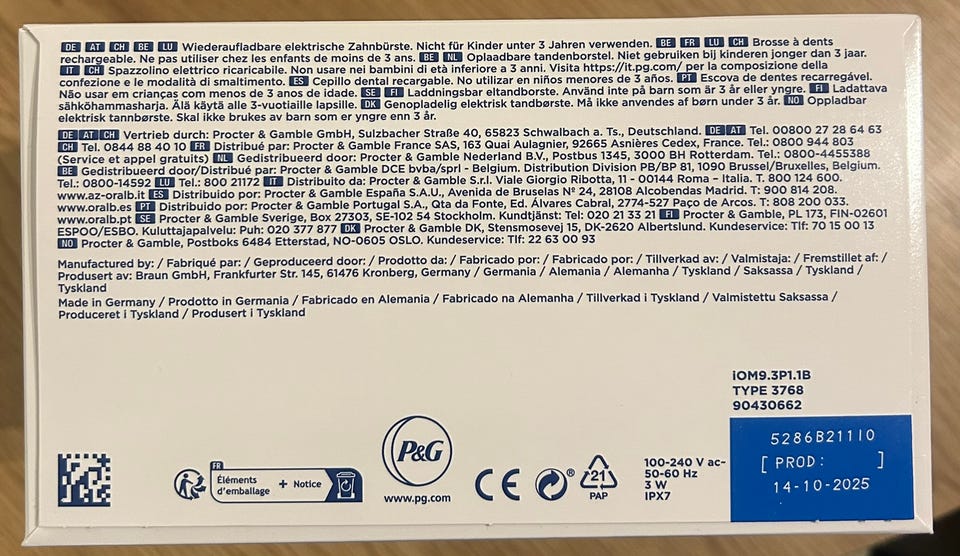 DE AT CH BE LU Wiederaufladbare elektrische Zahnbürste. Nicht für Kinder unter 3 Jahren verwenden. BE FR LU CH Brosse à dents
rechargeable. Ne pas utiliser chez les enfants de moins de 3 ans. BE NL Oplaadbare tandenborstel. Niet gebruiken bij kinderen jonger dan 3 jaar.
IT CH Spazzolino elettrico ricaricabile. Non usare nei bambini di età inferiore a 3 anni. Visita https://it.pg.com/ per la composizione della
confezione e le modalità di smaltimento. ES Cepillo dental recargable. No utilizar en niños menores de 3 años. PT Escova de dentes recarregável.
Não usar em crianças com menos de 3 anos de idade. SE FI Laddningsbar eltandborste. Använd inte på barn som är 3 år eller yngre. FI Ladattava
sähköhammasharja. Älä käytä alle 3-vuotiaille lapsille. DK Genopladelig elektrisk tandbørste. Må ikke anvendes af børn under 3 år. NO Oppladbar
elektrisk tannbørste. Skal ikke brukes av barn som er yngre enn 3 år.
DE AT CH Vertrieb durch: Procter & Gamble GmbH, Sulzbacher Straße 40, 65823 Schwalbach a. Ts., Deutschland. DE AT Tel. 00800 27 28 64 63
CH Tel. 0844 88 40 10 FR Distribué par: Procter & Gamble France SAS, 163 Quai Aulagnier, 92665 Asnières Cedex, France. Tel.: 0800 944 803
(Service et appel gratuits) NL Gedistribueerd door: Procter & Gamble Nederland B.V., Postbus 1345, 3000 BH Rotterdam. Tel.: 0800-4455388
BE Gedistribueerd door/Distribué par: Procter & Gamble DCE bvba/sprl - Belgium. Distribution Division PB/BP 81, 1090 Brussel/Bruxelles, Belgium.
Tel.: 0800-14592 LU Tel.: 800 21172 IT Distribuito da: Procter & Gamble S.r.l. Viale Giorgio Ribotta, 11 - 00144 Roma – Italia. T. 800 124 600.
www.az-oralb.it ES Distribuido por: Procter & Gamble España S.A.U., Avenida de Bruselas Nº 24, 28108 Alcobendas Madrid. T: 900 814 208.
www.oralb.es PT Distribuido por: Procter & Gamble Portugal S.A., Qta da Fonte, Ed. Álvares Cabral, 2774-527 Paço de Arcos. T: 808 200 033.
www.oralb.pt SE Procter & Gamble Sverige, Box 27303, SE-102 54 Stockholm. Kundtjänst: Tel: 020 21 33 21 FI Procter & Gamble, PL 173, FIN-02601
ESPOO/ESBO. Kuluttajapalvelu: Puh: 020 377 877 DK Procter & Gamble DK, Stensmosevej 15, DK-2620 Albertslund. Kundeservice: Tlf: 70 15 00 13
NO Procter & Gamble, Postboks 6484 Etterstad, NO-0605 OSLO. Kundeservice: Tlf: 22 63 00 93
Manufactured by: / Fabriqué par: / Geproduceerd door: / Prodotto da: / Fabricado por: / Fabricado por: / Tillverkad av: / Valmistaja: / Fremstillet af: /
Produsert av: Braun GmbH, Frankfurter Str. 145, 61476 Kronberg, Germany / Germania / Alemania / Alemanha / Tyskland / Saksassa / Tyskland /
Tyskland
Made in Germany / Prodotto in Germania / Fabricado en Alemania / Fabricado na Alemanha / Tillverkad i Tyskland / Valmistettu Saksassa /
Produceret i Tyskland / Produsert i Tyskland
iOM9.3P1.1B
TYPE 3768
90430662
5286B21110
[ PROD: ]
14-10-2025
FR
Éléments
d'emballage + Notice
P&G
www.pg.com
CE
®
21
PAP
100-240 V ac~
50-60 Hz
3 W
IPX7